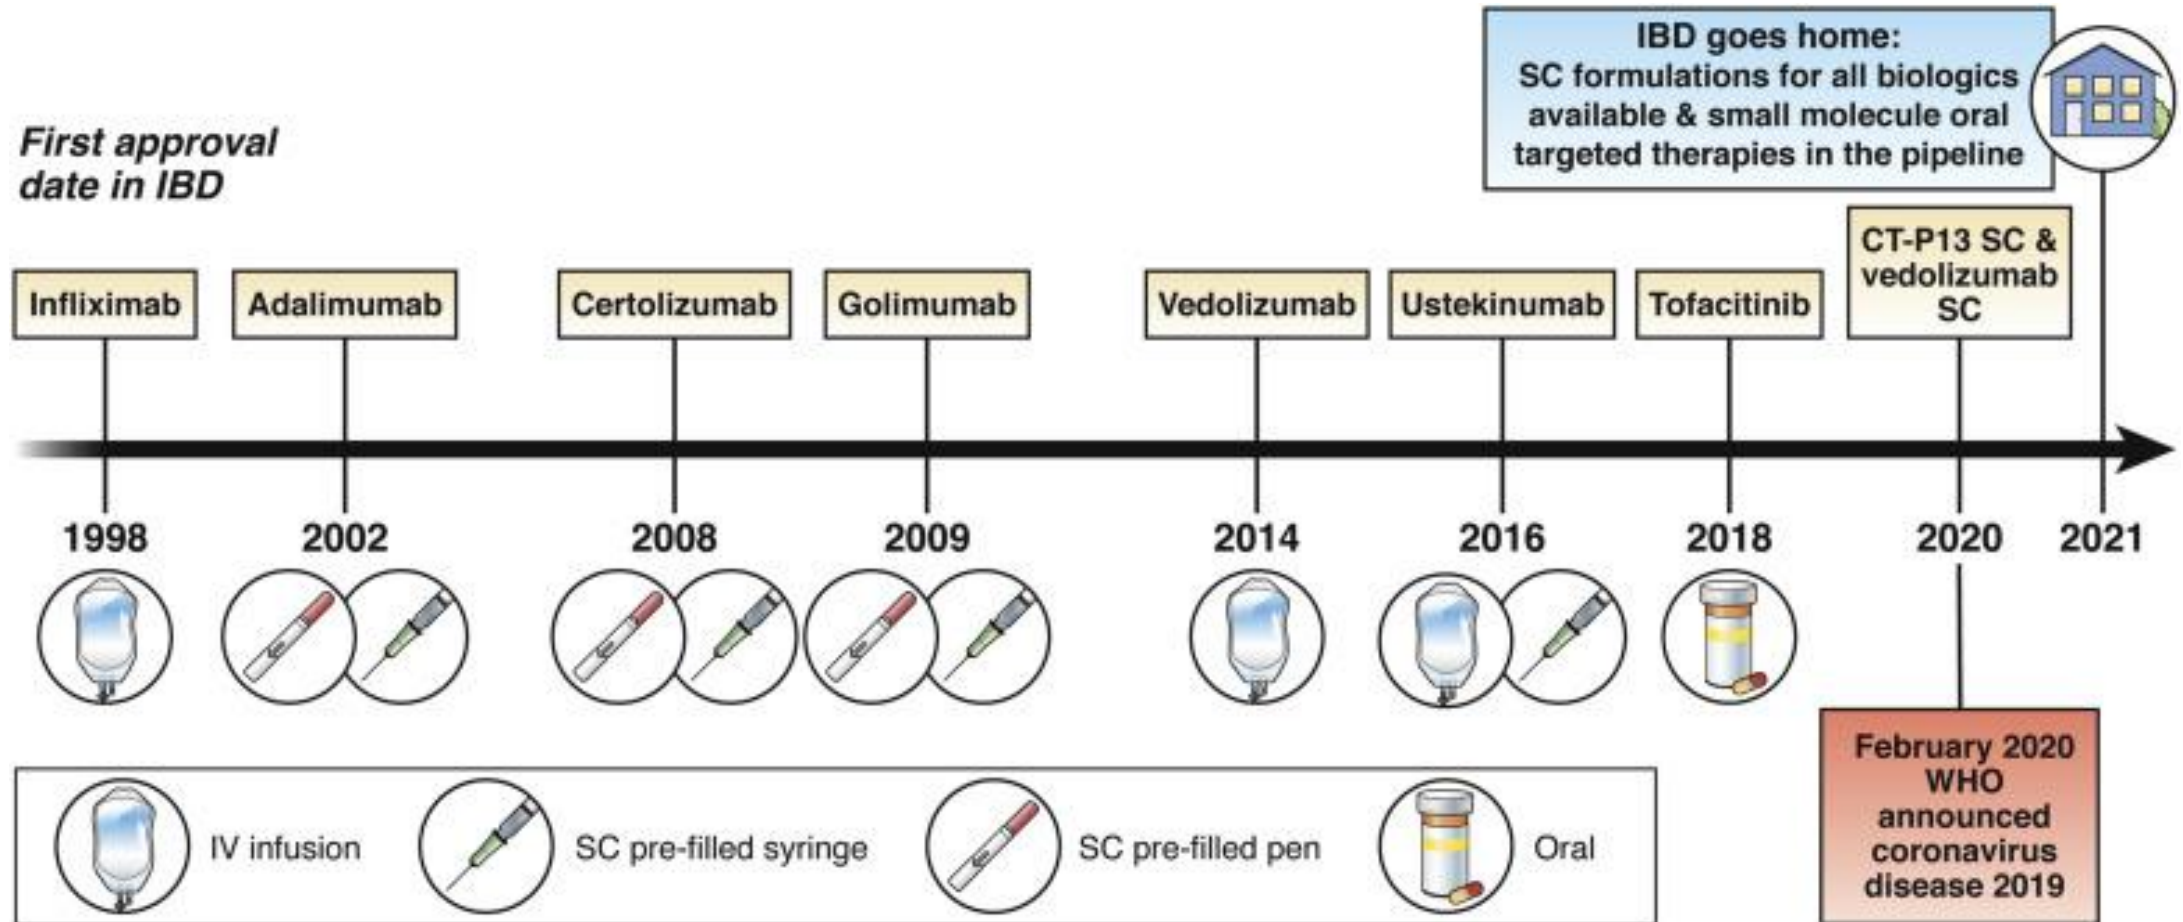 IBD goes home:
SC formulations for all biologics
available & small molecule oral
targeted therapies in the pipeline
First approval
date in IBD
Infliximab
Adalimumab
Certolizumab
Golimumab
Vedolizumab
Ustekinumab
Tofacitinib
CT-P13 SC &
vedolizumab
SC
1998
2002
2008
2009
2014
2016
2018
2020
2021
February 2020
WHO
announced
coronavirus
disease 2019
IV infusion
SC pre-filled syringe
SC pre-filled pen
Oral